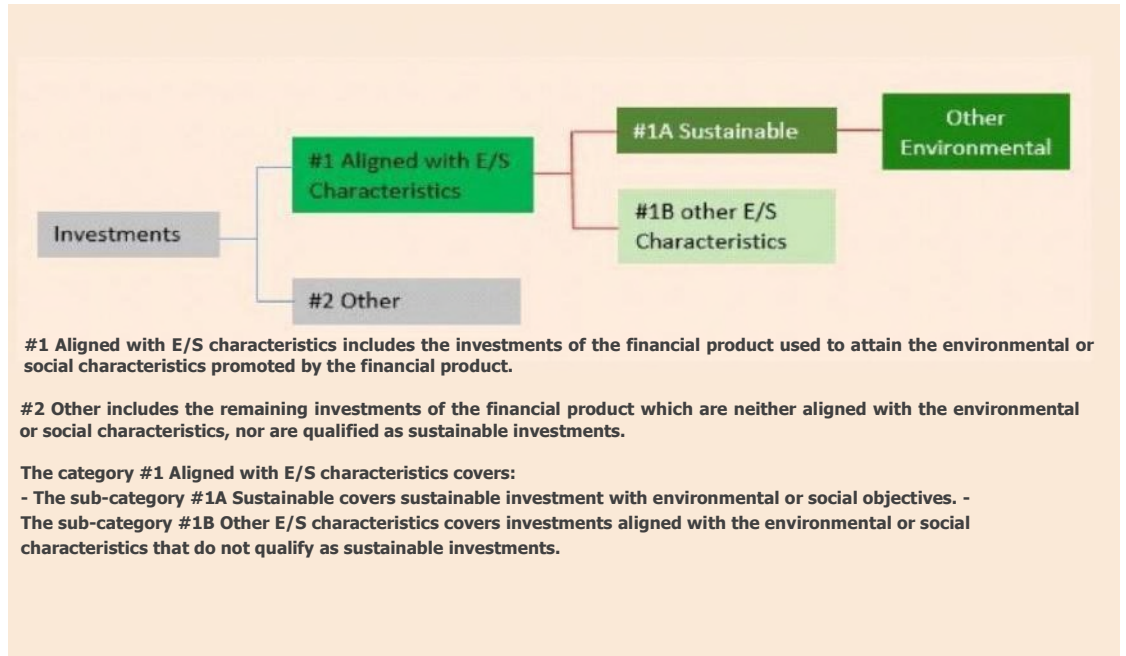 Other
Environmental
#1A Sustainable
#1 Aligned with E/S
Characteristics
#1B other E/S
Characteristics
Investments
#2 Other
#1 Aligned with E/S characteristics includes the investments of the financial product used to attain the environmental or
social characteristics promoted by the financial product.
#2 Other includes the remaining investments of the financial product which are neither aligned with the environmental
or social characteristics, nor are qualified as sustainable investments.
The category #1 Aligned with E/S characteristics covers:
- The sub-category #1A Sustainable covers sustainable investment with environmental or social objectives. -
The sub-category #1B Other E/S characteristics covers investments aligned with the environmental or social
characteristics that do not qualify as sustainable investments.